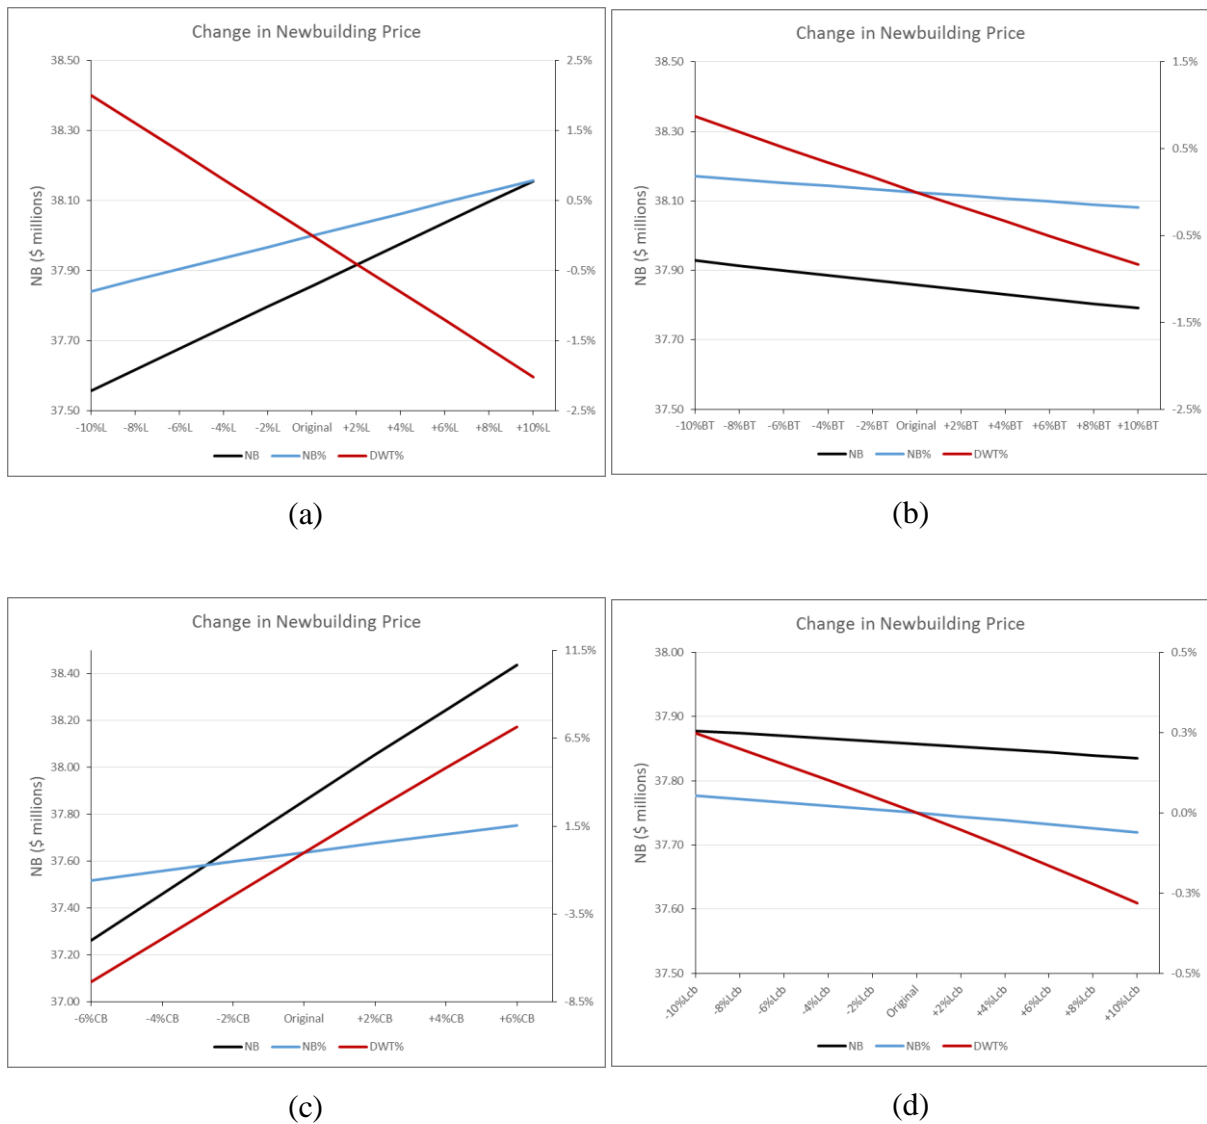 Change in Newbuilding Price
38.50
38.30
38.10
37.90
37.70
37.50
NB ($ millions)
2.5%
1.5%
0.5%
-0.5%
-1.5%
-2.5%
-10%L -8%L -6%L -4%L -2%L Original +2%L +4%L +6%L +8%L +10%L
NB NB% DWT%
(a)
Change in Newbuilding Price
38.50
38.30
38.10
37.90
37.70
37.50
NB ($ millions)
1.5%
0.5%
-0.5%
-1.5%
-2.5%
-10%BT -8%BT -6%BT -4%BT -2%BT Original +2%BT +4%BT +6%BT +8%BT +10%BT
NB NB% DWT%
(b)
Change in Newbuilding Price
38.40
38.20
38.00
37.80
37.60
37.40
37.20
37.00
NB ($ millions)
11.5%
6.5%
1.5%
-3.5%
-8.5%
-6%CB -4%CB -2%CB Original +2%CB +4%CB +6%CB
NB NB% DWT%
(c)
Change in Newbuilding Price
38.00
37.90
37.80
37.70
37.60
37.50
NB ($ millions)
0.5%
0.3%
0.0%
-0.3%
-0.5%
-10%Lcb -8%Lcb -6%Lcb -4%Lcb -2%Lcb Original +2%Lcb +4%Lcb +6%Lcb +8%Lcb +10%Lcb
NB NB% DWT%
(d)